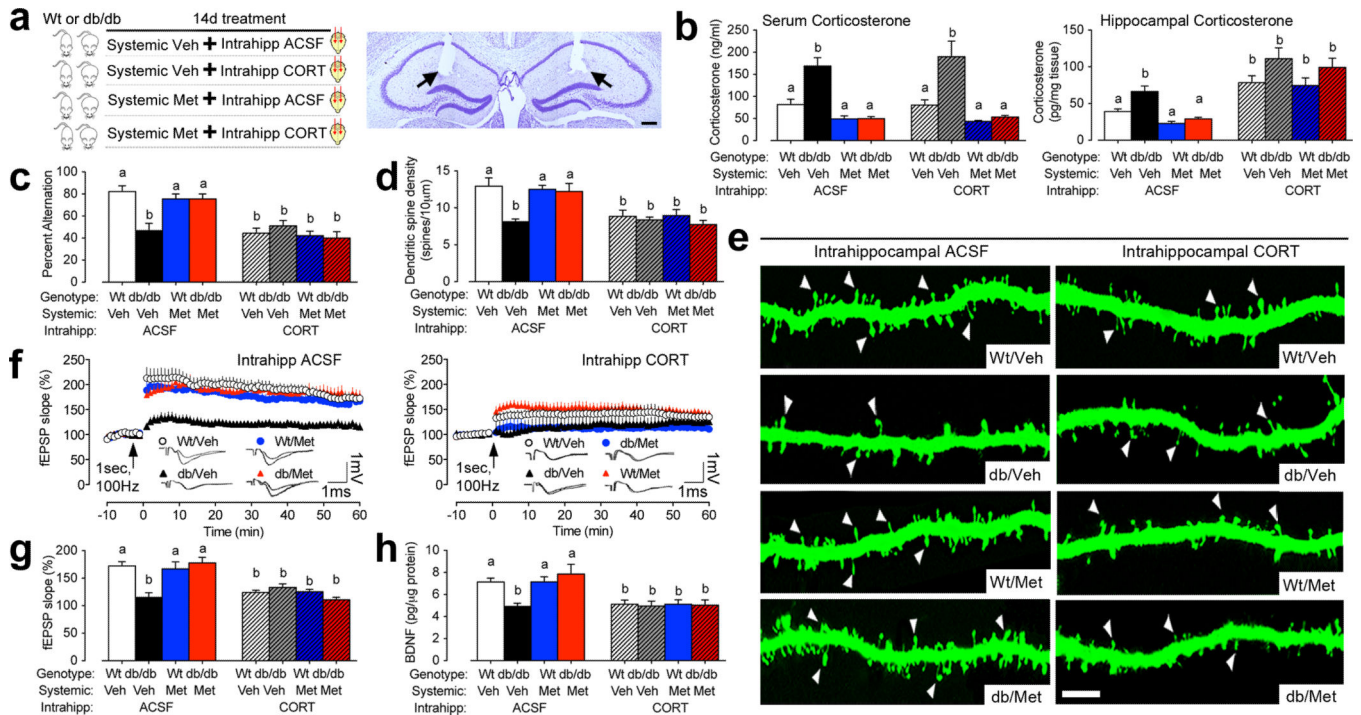 a
Wt or db/db 14d treatment
Systemic Veh + Intrahipp ACSF
Systemic Veh + Intrahipp CORT
Systemic Met + Intrahipp ACSF
Systemic Met + Intrahipp CORT
b
Serum Corticosterone
Corticosterone (ng/ml)
250
200
150
100
50
0
a b a a a b a a
Genotype: Wt db/db Wt db/db Wt db/db Wt db/db
Systemic: Veh Veh Met Met Veh Veh Met Met
Intrahipp: ACSF CORT
Hippocampal Corticosterone
Corticosterone
(pg/mg tissue)
150
100
50
0
a b a a b b b b
Wt db/db Wt db/db Wt db/db Wt db/db
Veh Veh Met Met Veh Veh Met Met
ACSF CORT
c
Percent Alternation
100
80
60
40
20
0
a b a a b b b b
Genotype: Wt db/db Wt db/db Wt db/db Wt db/db
Systemic: Veh Veh Met Met Veh Veh Met Met
Intrahipp: ACSF CORT
d
Dendritic spine density
(spines/10μm)
15
10
5
0
a b a a b b b b
Genotype: Wt db/db Wt db/db Wt db/db Wt db/db
Systemic: Veh Veh Met Met Veh Veh Met Met
Intrahipp: ACSF CORT
e
Intrahippocampal ACSF Intrahippocampal CORT
Wt/Veh Wt/Veh
db/Veh db/Veh
Wt/Met Wt/Met
db/Met db/Met
f
Intrahipp ACSF
fEPSP slope (%)
250
200
150
100
50
0
1sec,
100Hz
Wt/Veh Wt/Met
db/Veh db/Met
1mV
1ms
-10 0 10 20 30 40 50 60
Time (min)
Intrahipp CORT
fEPSP slope (%)
250
200
150
100
50
0
1sec,
100Hz
Wt/Veh db/Met
db/Veh Wt/Met
1mV
1ms
-10 0 10 20 30 40 50 60
Time (min)
g
fEPSP slope (%)
200
150
100
50
0
a b a a b b b b
Genotype: Wt db/db Wt db/db Wt db/db Wt db/db
Systemic: Veh Veh Met Met Veh Veh Met Met
Intrahipp: ACSF CORT
h
BDNF (pg/μg protein)
10
8
6
4
2
0
a b a a b b b b
Genotype: Wt db/db Wt db/db Wt db/db Wt db/db
Systemic: Veh Veh Met Met Veh Veh Met Met
Intrahipp: ACSF CORT